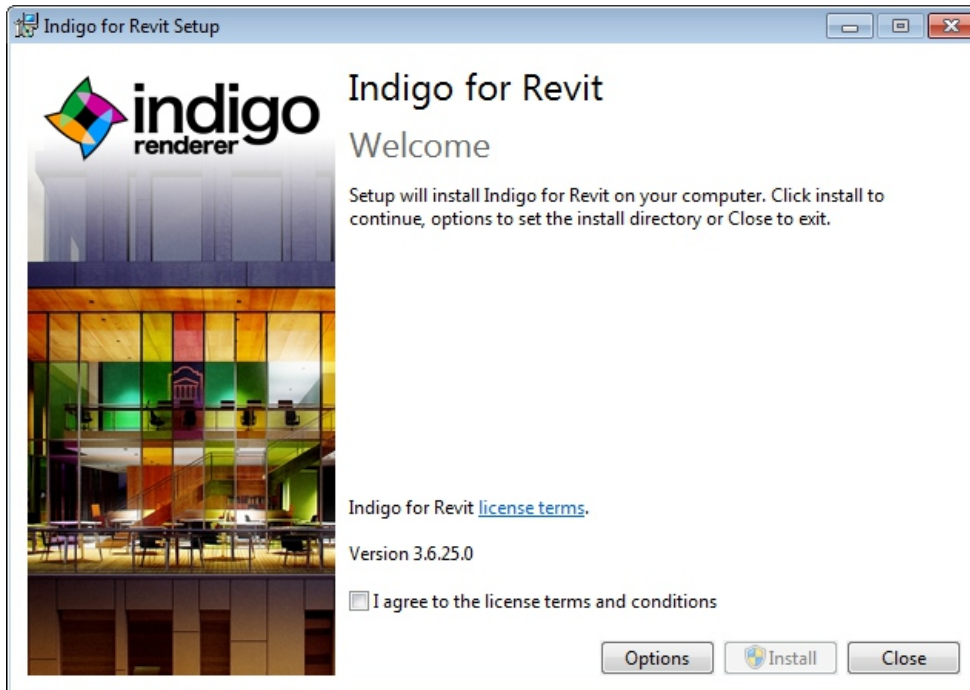 Indigo for Revit Setup
indigo
renderer
Indigo for Revit
Welcome
Setup will install Indigo for Revit on your computer. Click install to
continue, options to set the install directory or Close to exit.
Indigo for Revit license terms.
Version 3.6.25.0
I agree to the license terms and conditions
Options
Install
Close